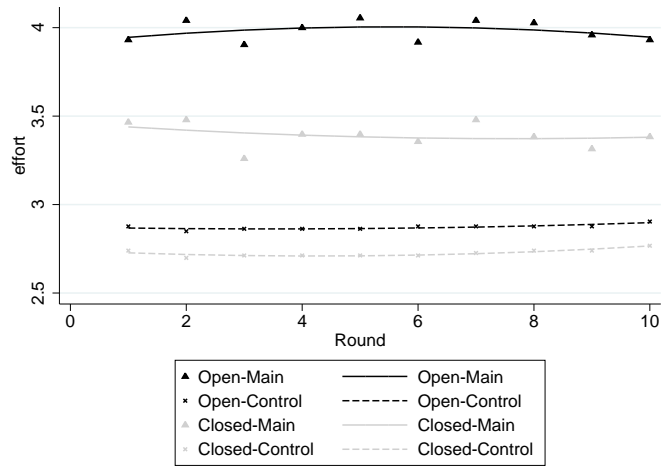 4
3.5
3
2.5
effort
0 2 4 6 8 10
Round
Open-Main Open-Main
Open-Control Open-Control
Closed-Main Closed-Main
Closed-Control Closed-Control